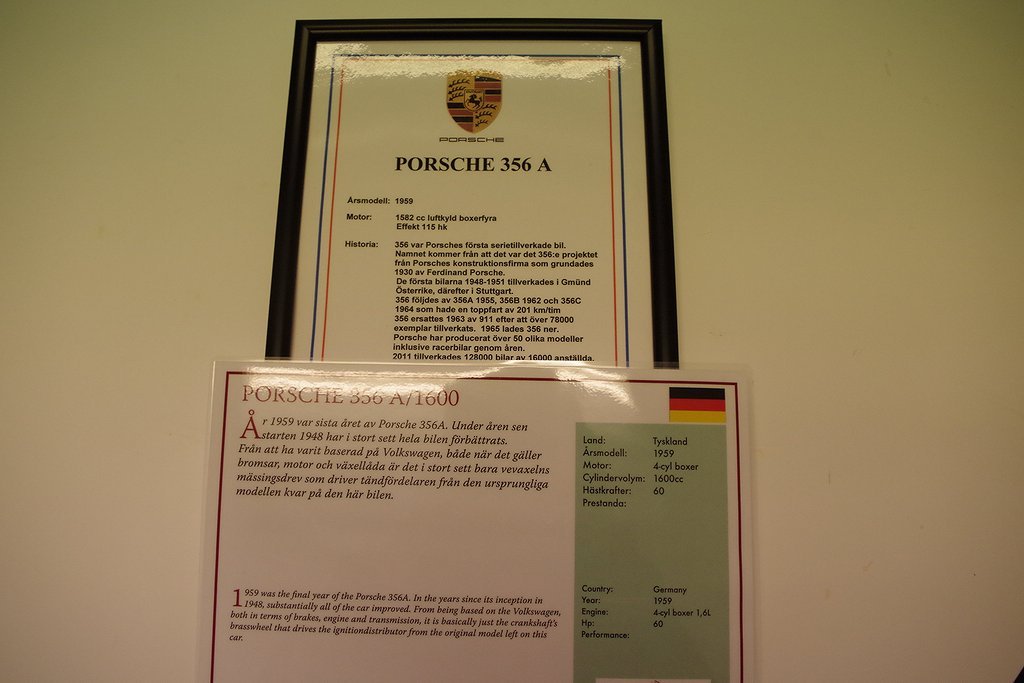 PORSCHE
PORSCHE 356 A
Årsmodell: 1959
Motor: 1582 cc luftkyld boxerfyra
Effekt 115 hk
Historia: 356 var Porsches första serietillverkade bil.
Namnet kommer från att det var det 356:e projektet
från Porsches konstruktionsfirma som grundades
1930 av Ferdinand Porsche.
De första bilarna 1948-1951 tillverkades i Gmünd
Österrike, därefter i Stuttgart.
356 följdes av 356A 1955, 356B 1962 och 356C
1964 som hade en toppfart av 201 km/tim
356 ersattes 1963 av 911 efter att över 78000
exemplar tillverkats. 1965 lades 356 ner.
Porsche har producerat över 50 olika modeller
inklusive racerbilar genom åren.
2011 tillverkades 128000 bilar av 16000 anställda.
PORSCHE 356 A/1600
År 1959 var sista året av Porsche 356A. Under åren sen
starten 1948 har i stort sett hela bilen förbättrats.
Från att ha varit baserad på Volkswagen, både när det gäller
bromsar, motor och växellåda är det i stort sett bara vevaxelns
mässingsdrev som driver tändfördelaren från den ursprungliga
modellen kvar på den här bilen.
Land: Tyskland
Årsmodell: 1959
Motor: 4-cyl boxer
Cylindervolym: 1600cc
Hästkrafter: 60
Prestanda:
1959 was the final year of the Porsche 356A. In the years since its inception in
1948, substantially all of the car improved. From being based on the Volkswagen,
both in terms of brakes, engine and transmission, it is basically just the crankshaft's
brasswheel that drives the ignitiondistributor from the original model left on this
car.
Country: Germany
Year: 1959
Engine: 4-cyl boxer 1,6L
Hp: 60
Performance: